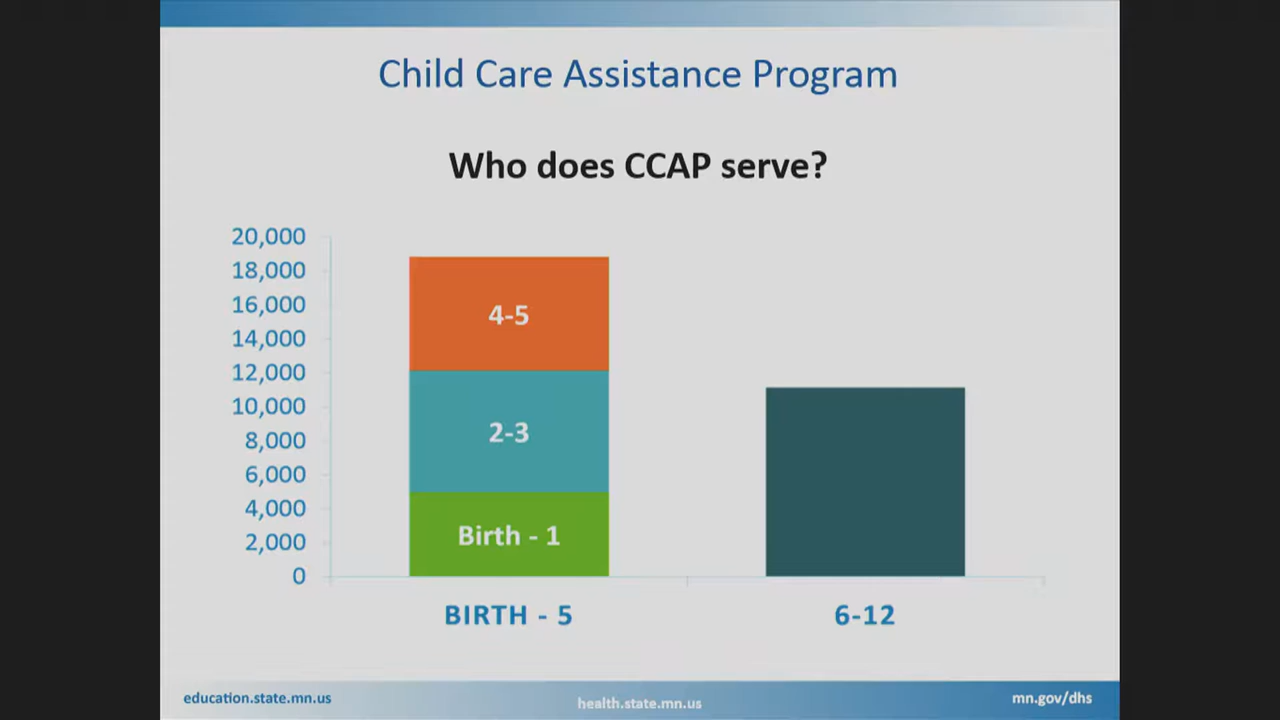 Child Care Assistance Program
Who does CCAP serve?
20,000
18,000
16,000
14,000
12,000
10,000
8,000
6,000
4,000
2,000
0
4-5
2-3
Birth - 1
BIRTH - 5
6-12
education.state.mn.us
health.state.mn.us
mn.gov/dhs